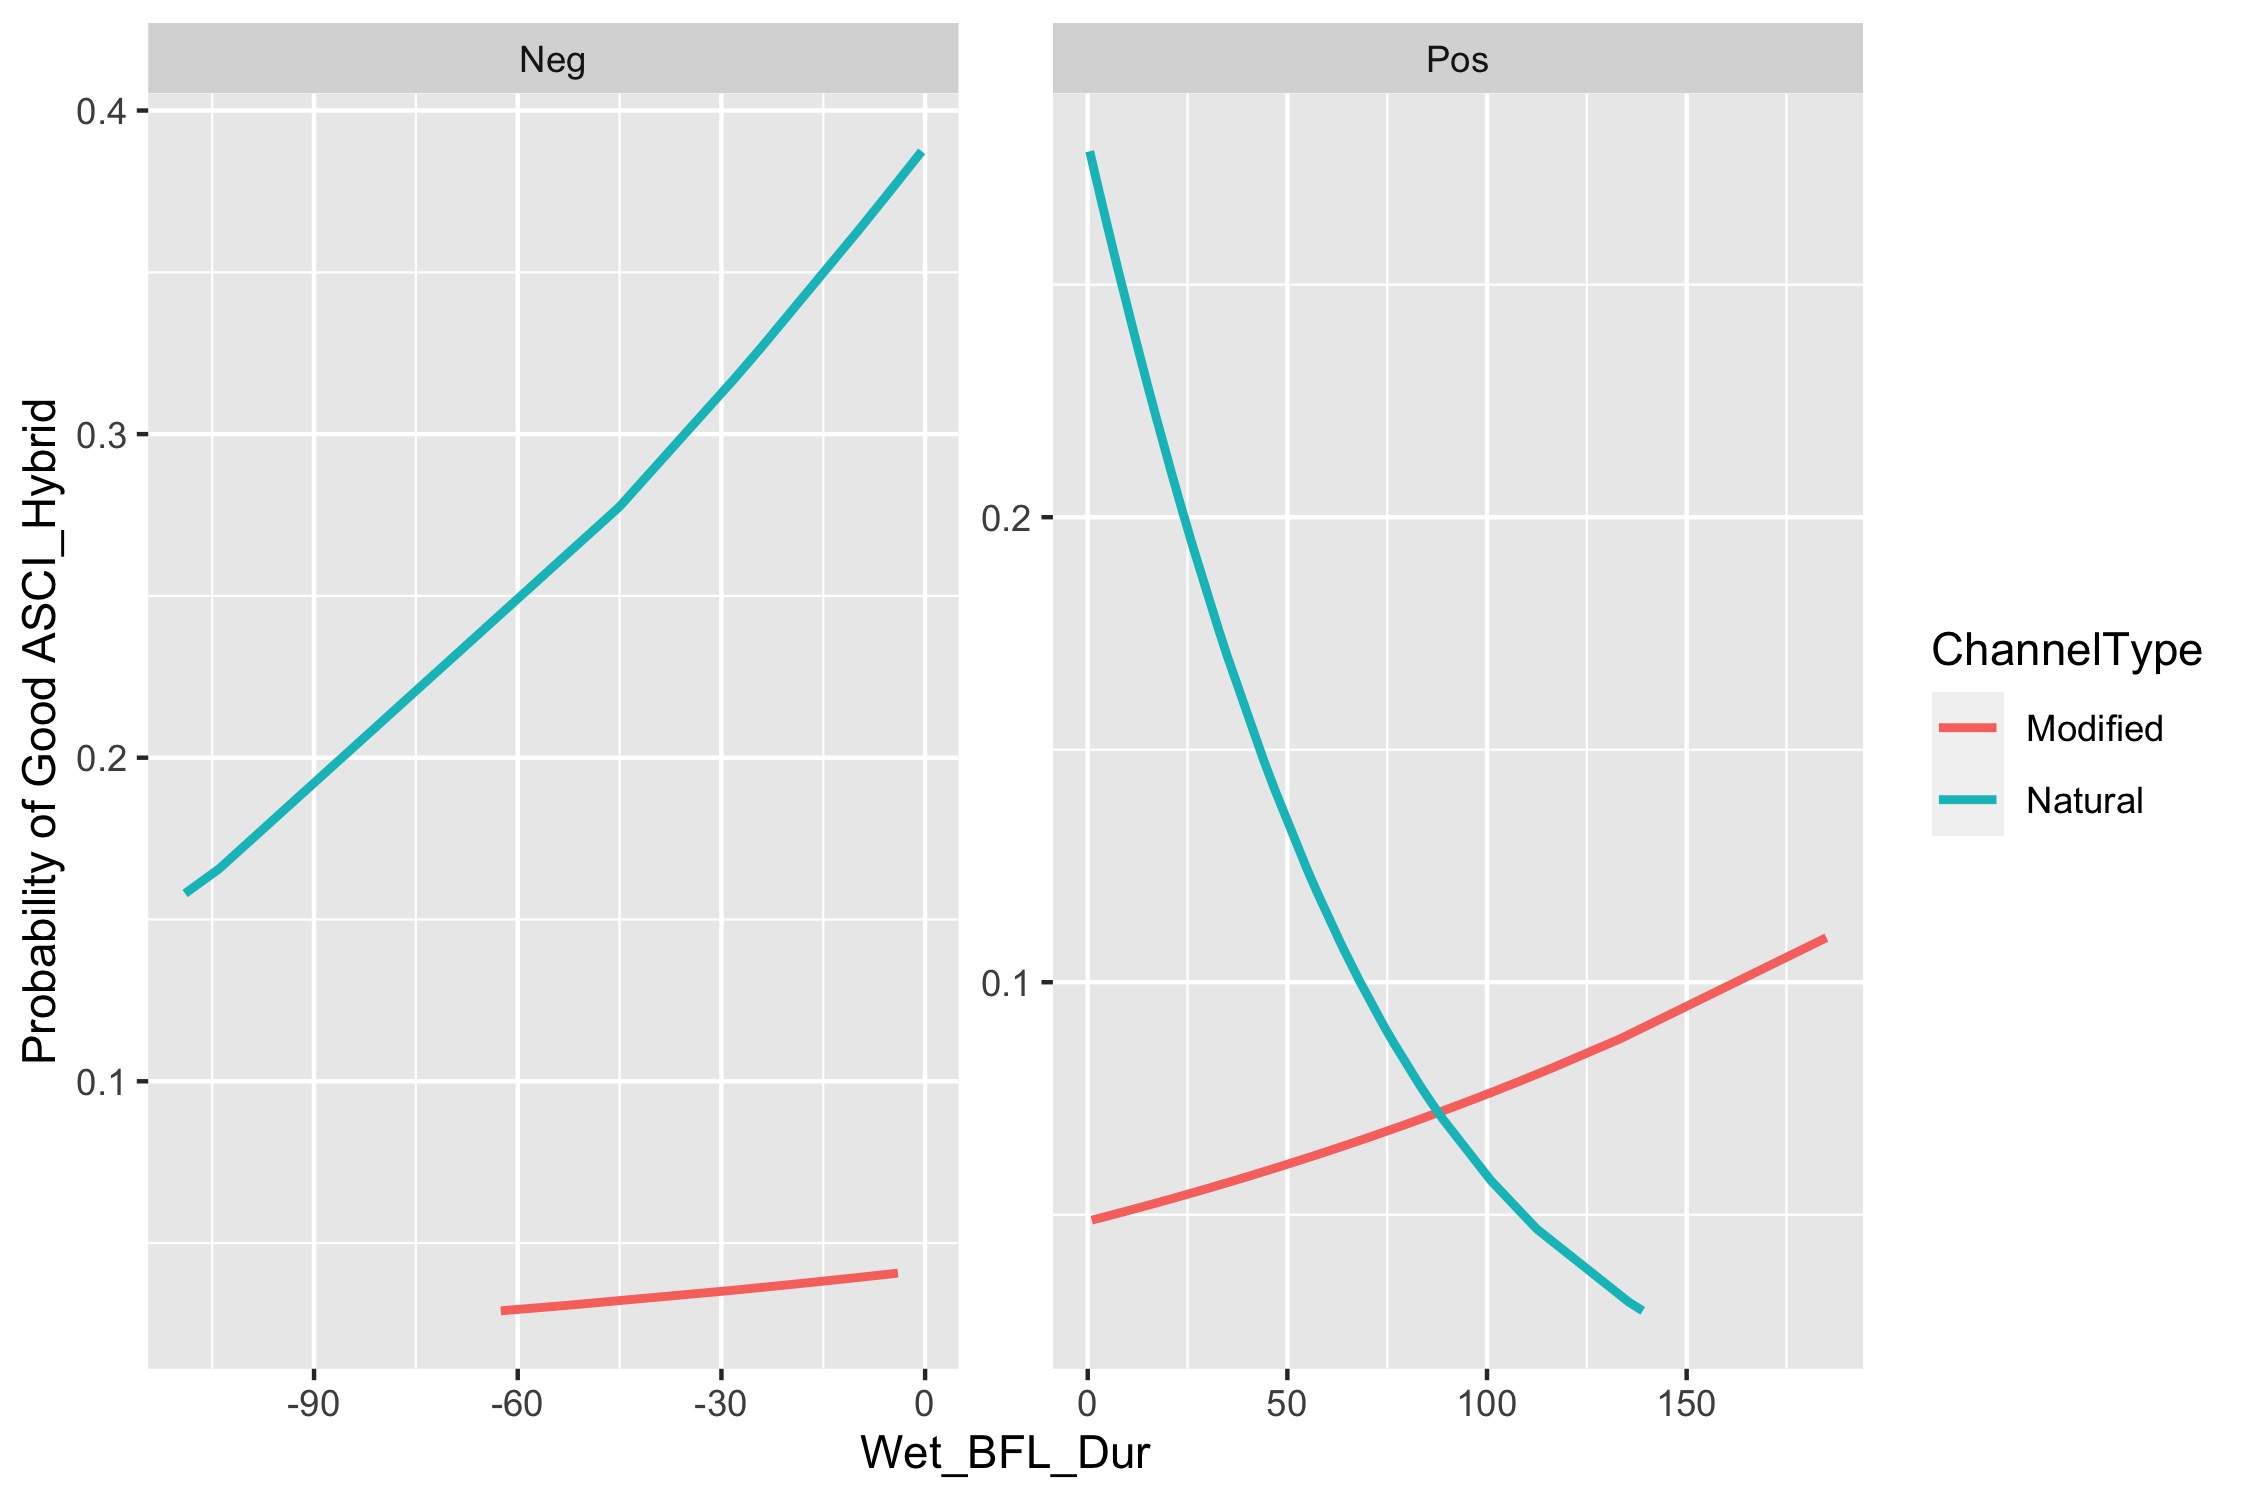 Neg
Pos
0.4
0.3
0.2
0.1
0.2
0.1
Probability of Good ASCI_Hybrid
-90
-60
-30
0
0
50
100
150
Wet_BFL_Dur
ChannelType
Modified
Natural